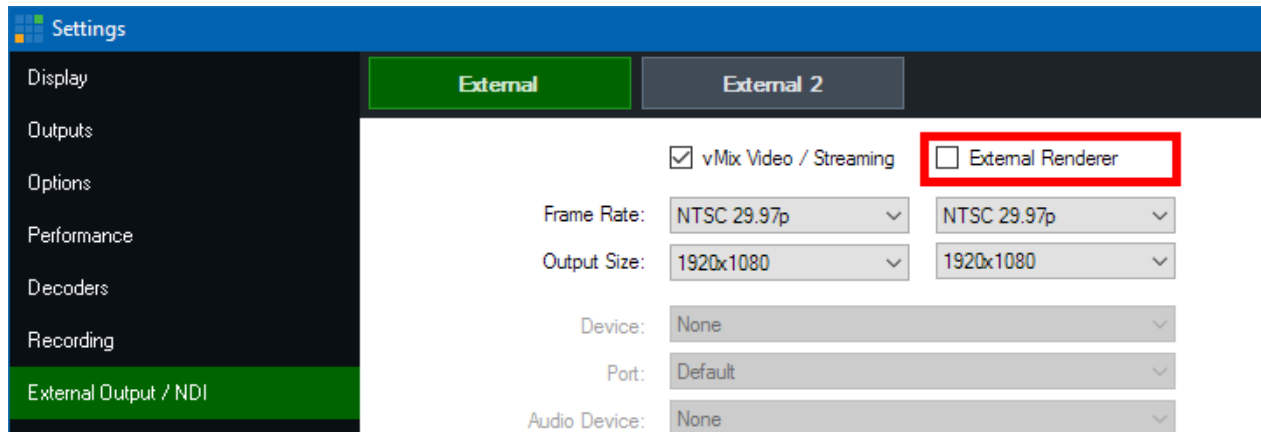 Settings
Display
Outputs
Options
Performance
Decoders
Recording
External Output / NDI
External
External 2
vMix Video / Streaming
External Renderer
Frame Rate:
NTSC 29.97p
NTSC 29.97p
Output Size:
1920x1080
1920x1080
Device:
None
Port:
Default
Audio Device:
None